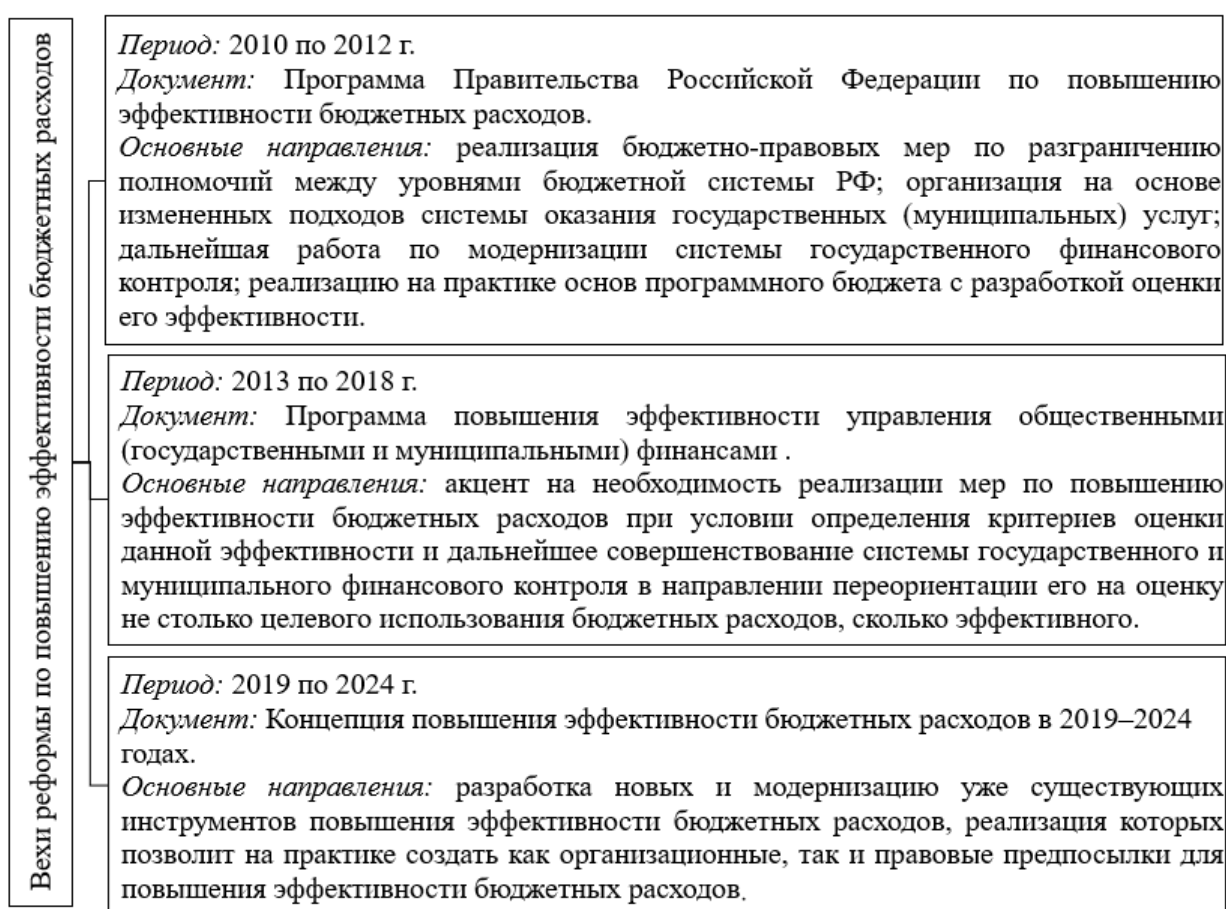 Вехи реформы по повышению эффективности бюджетных расходов
Период: 2010 по 2012 г.
Документ: Программа Правительства Российской Федерации по повышению
эффективности бюджетных расходов.
Основные направления: реализация бюджетно-правовых мер по разграничению
полномочий между уровнями бюджетной системы РФ; организация на основе
измененных подходов системы оказания государственных (муниципальных) услуг;
дальнейшая работа по модернизации системы государственного финансового
контроля; реализацию на практике основ программного бюджета с разработкой оценки
его эффективности.
Период: 2013 по 2018 г.
Документ: Программа повышения эффективности управления общественными
(государственными и муниципальными) финансами .
Основные направления: акцент на необходимость реализации мер по повышению
эффективности бюджетных расходов при условии определения критериев оценки
данной эффективности и дальнейшее совершенствование системы государственного и
муниципального финансового контроля в направлении переориентации его на оценку
не столько целевого использования бюджетных расходов, сколько эффективного.
Период: 2019 по 2024 г.
Документ: Концепция повышения эффективности бюджетных расходов в 2019–2024
годах.
Основные направления: разработка новых и модернизацию уже существующих
инструментов повышения эффективности бюджетных расходов, реализация которых
позволит на практике создать как организационные, так и правовые предпосылки для
повышения эффективности бюджетных расходов.